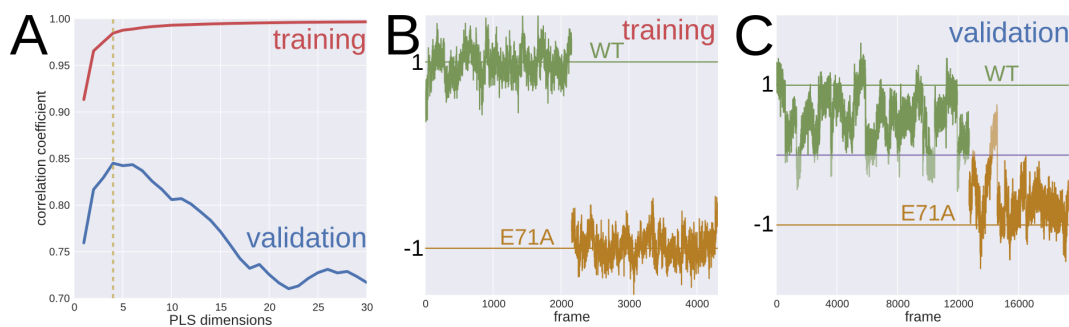 A
1.00
0.95
0.90
0.85
0.80
0.75
0.70
correlation coefficient
training
validation
0
5
10
15
20
25
30
PLS dimensions
B
training
WT
1
E71A
-1
0
1000
2000
3000
4000
frame
C
validation
WT
1
E71A
-1
0
4000
8000
12000
16000
frame